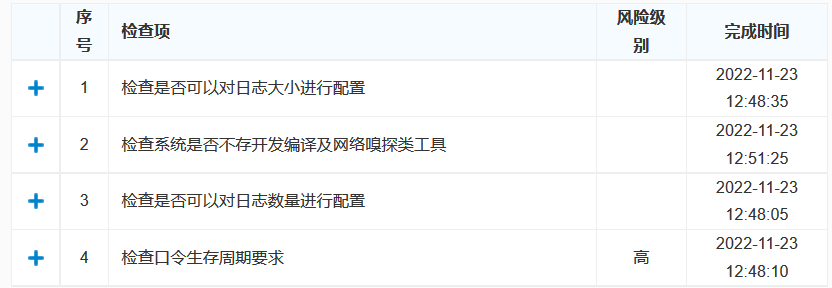 序号 检查项 风险级别 完成时间
1 检查是否可以对日志大小进行配置 2022-11-23 12:48:35
2 检查系统是否不存开发编译及网络嗅探类工具 2022-11-23 12:51:25
3 检查是否可以对日志数量进行配置 2022-11-23 12:48:05
4 检查口令生存周期要求 高 2022-11-23 12:48:10